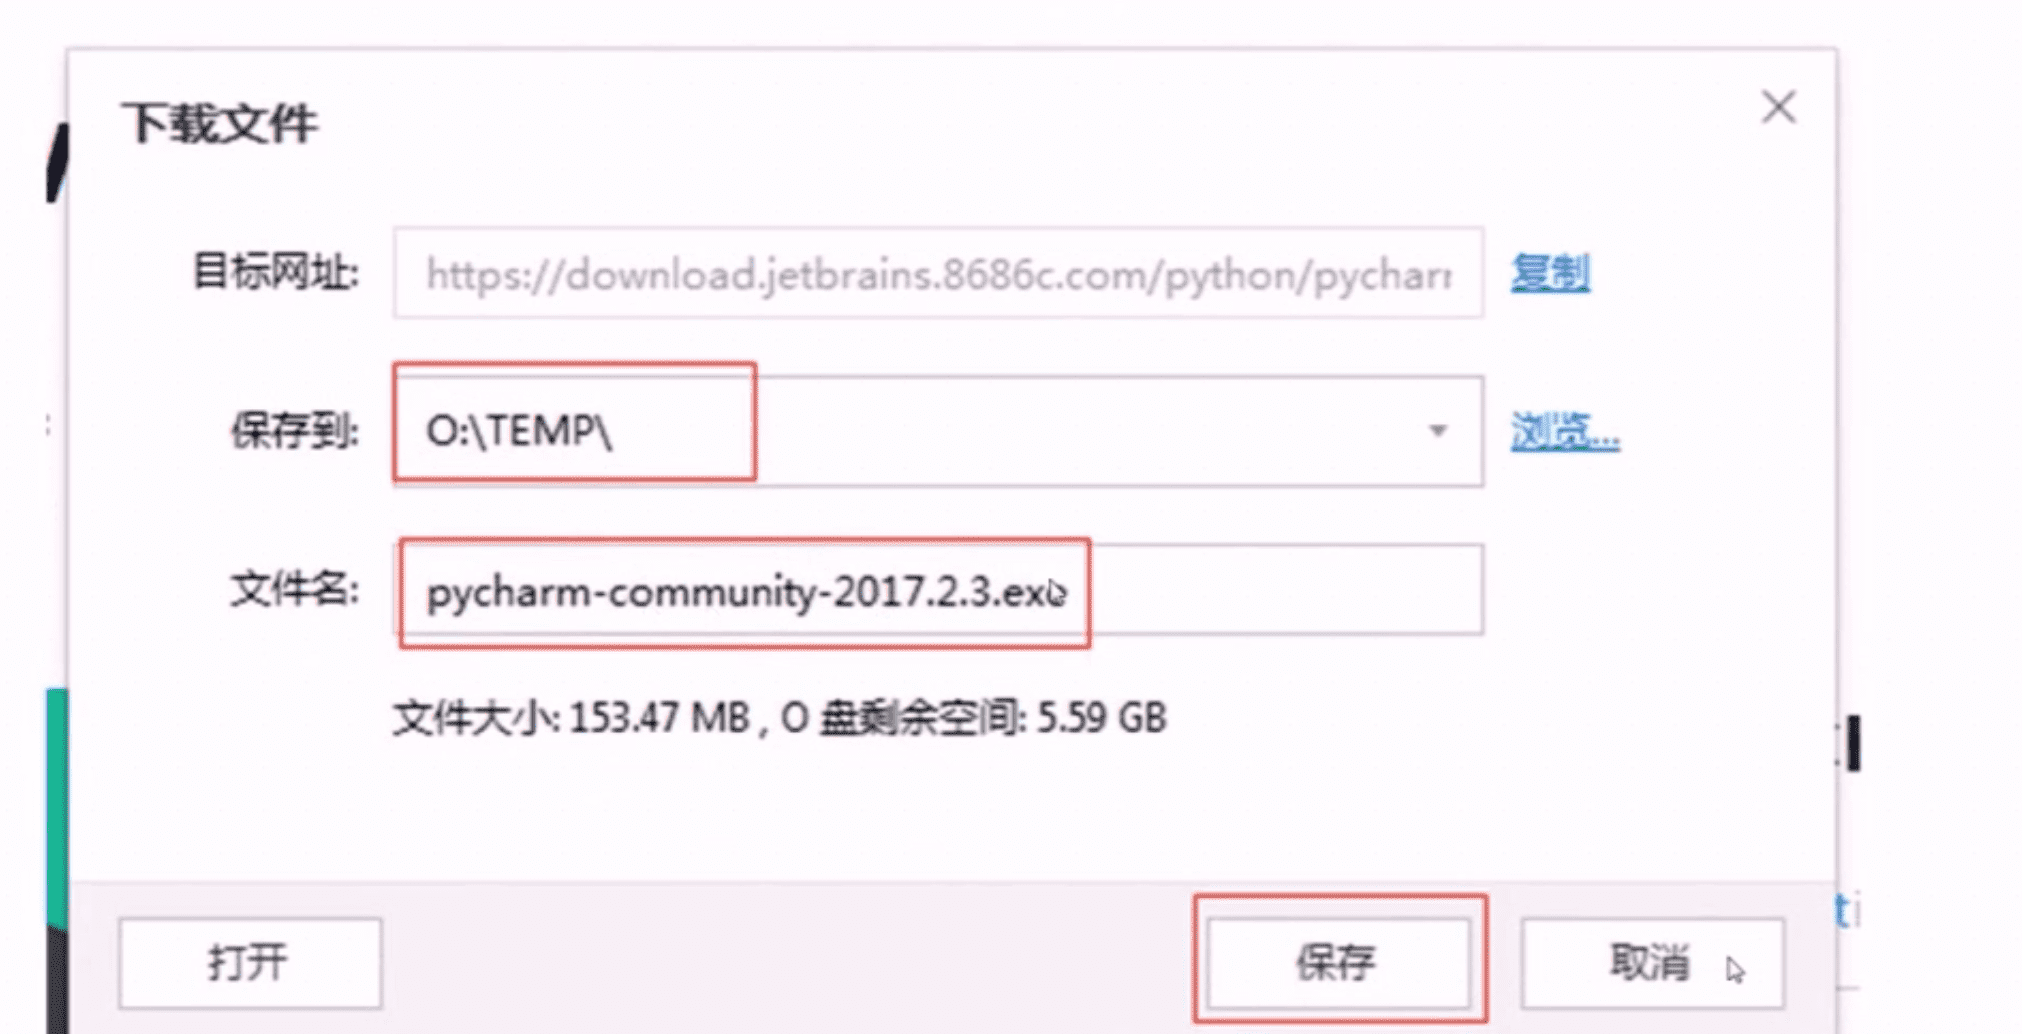 下载文件
目标网址: https://download.jetbrains.8686c.com/python/pycharr 复制
保存到: O:\TEMP\ 浏览...
文件名: pycharm-community-2017.2.3.exe
文件大小: 153.47 MB , O 盘剩余空间: 5.59 GB
打开 保存 取消